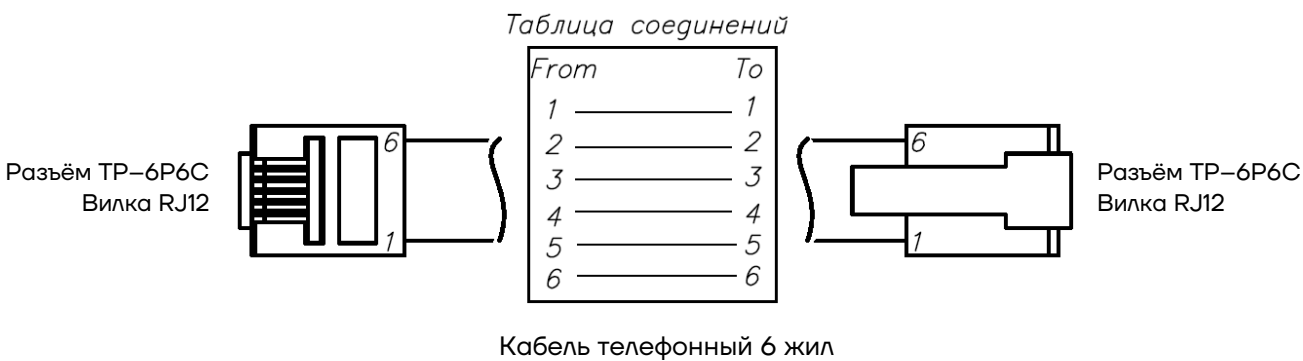 Таблица соединений
From To
1 1
2 2
3 3
4 4
5 5
6 6
6
1
Разъём TP–6P6C
Вилка RJ12
6
1
Разъём TP–6P6C
Вилка RJ12
Кабель телефонный 6 жил